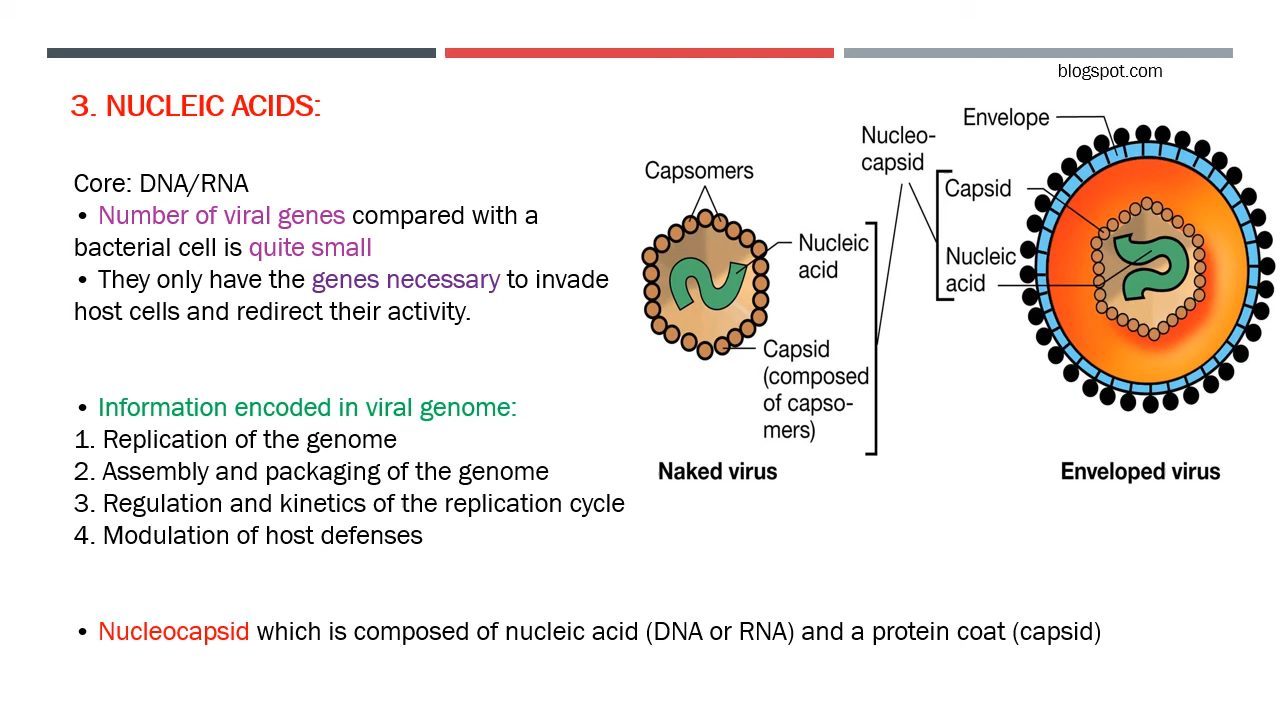 blogspot.com
3. NUCLEIC ACIDS:
Core: DNA/RNA
• Number of viral genes compared with a
bacterial cell is quite small
• They only have the genes necessary to invade
host cells and redirect their activity.
• Information encoded in viral genome:
1. Replication of the genome
2. Assembly and packaging of the genome
3. Regulation and kinetics of the replication cycle
4. Modulation of host defenses
• Nucleocapsid which is composed of nucleic acid (DNA or RNA) and a protein coat (capsid)
Capsomers
Nucleic
acid
Capsid
(composed
of capso-
mers)
Naked virus
Nucleo-
capsid
Envelope
Capsid
Nucleic
acid
Enveloped virus